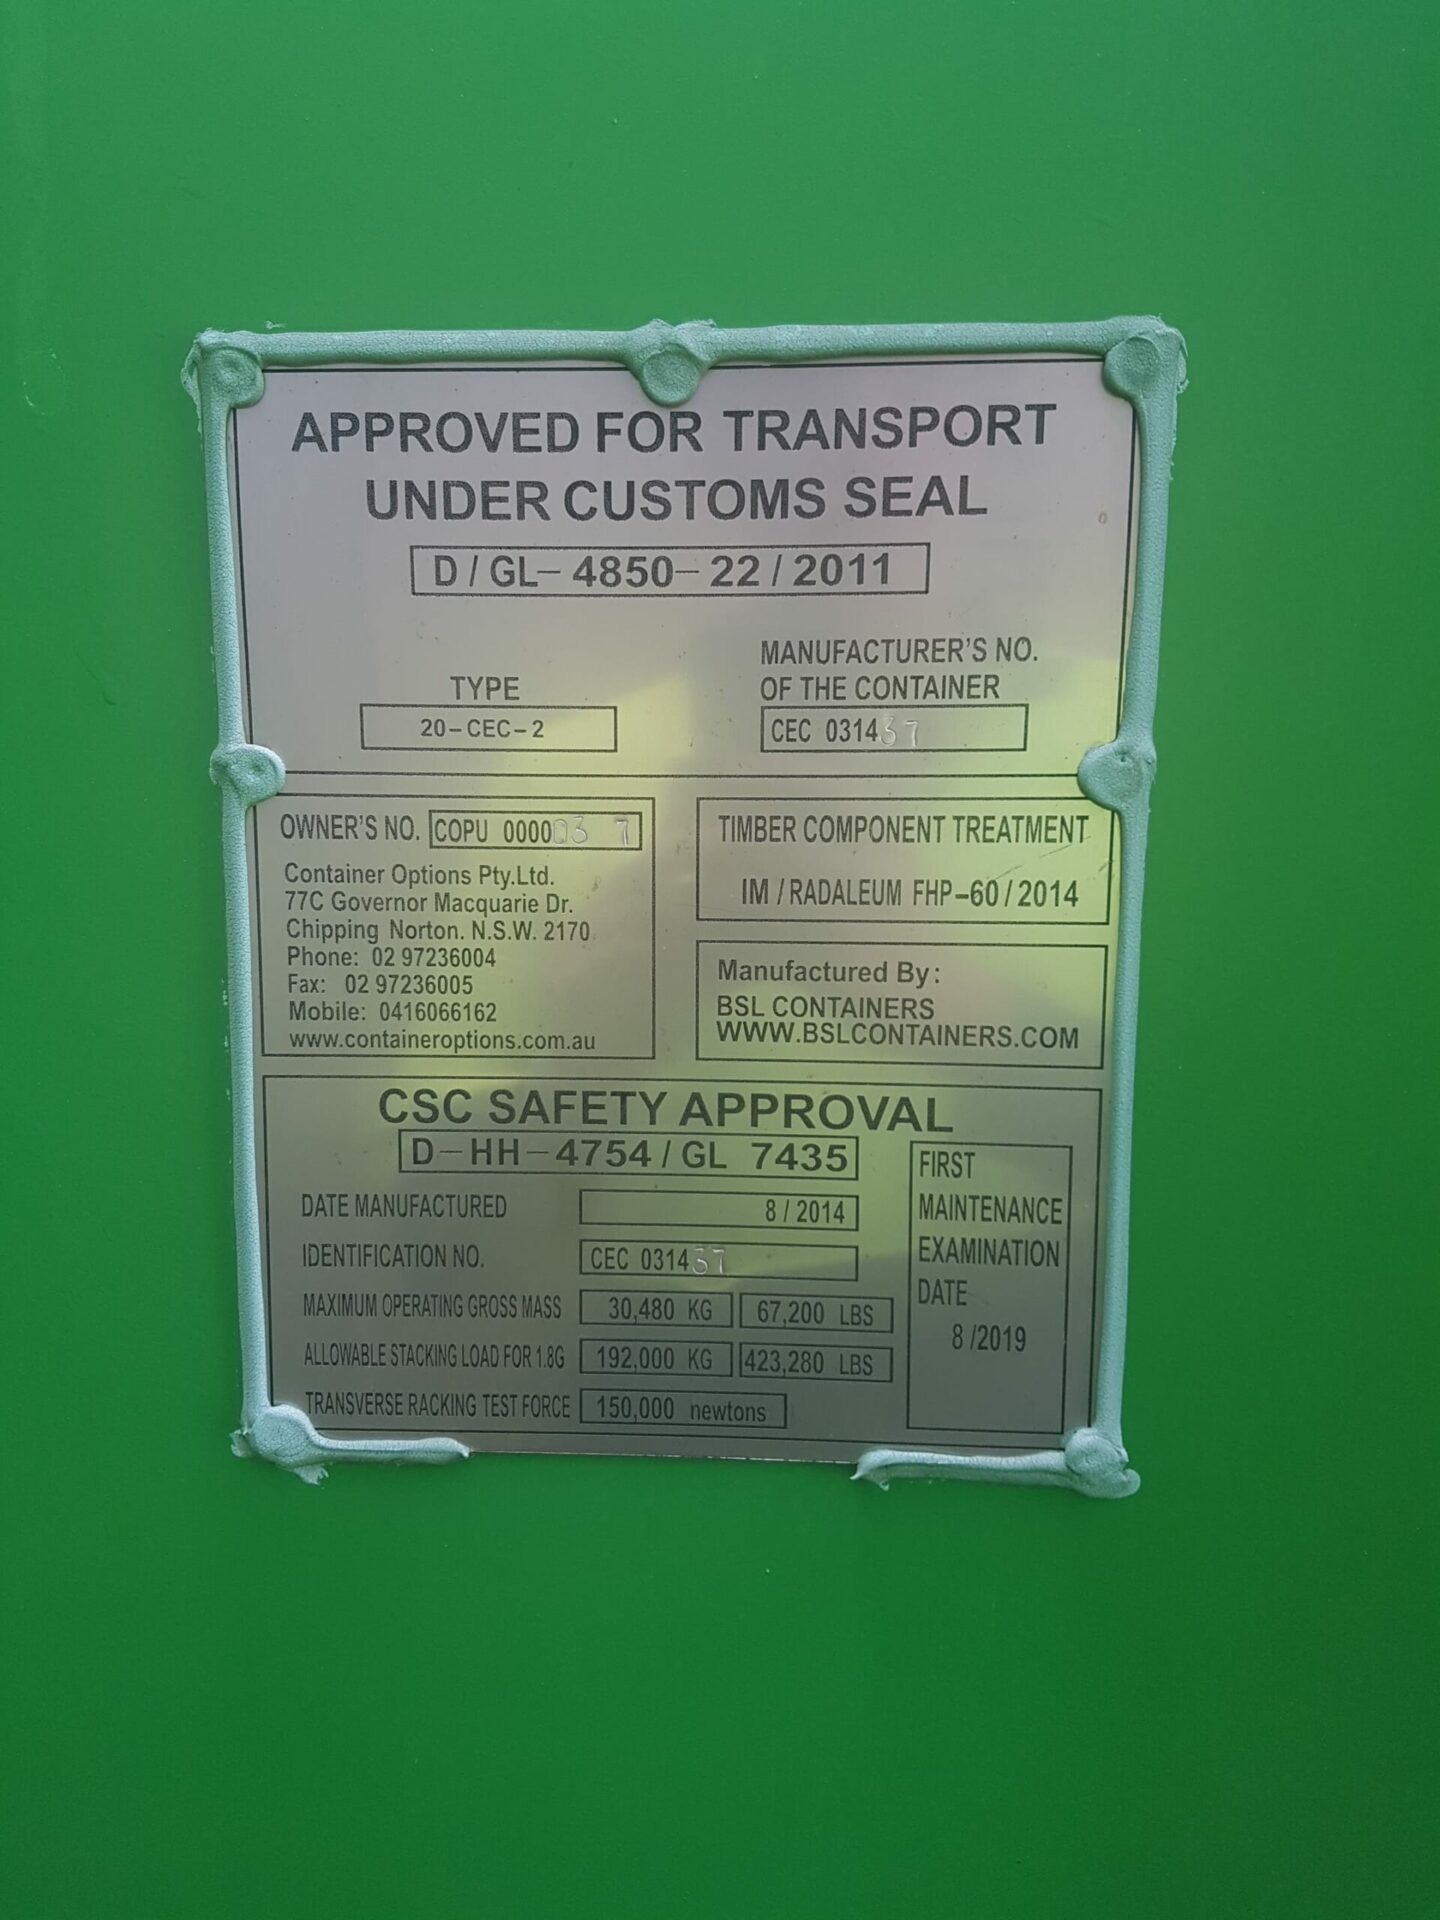 APPROVED FOR TRANSPORT
UNDER CUSTOMS SEAL
D / GL– 4850– 22 / 2011
TYPE
20–CEC–2
MANUFACTURER'S NO.
OF THE CONTAINER
CEC 031437
OWNER'S NO. COPU 000003 7
Container Options Pty.Ltd.
77C Governor Macquarie Dr.
Chipping Norton. N.S.W. 2170
Phone: 02 97236004
Fax: 02 97236005
Mobile: 0416066162
www.containeroptions.com.au
TIMBER COMPONENT TREATMENT
IM / RADALEUM FHP–60 / 2014
Manufactured By:
BSL CONTAINERS
WWW.BSLCONTAINERS.COM
CSC SAFETY APPROVAL
D–HH–4754 / GL 7435
DATE MANUFACTURED 8 / 2014
IDENTIFICATION NO. CEC 031437
MAXIMUM OPERATING GROSS MASS 30,480 KG 67,200 LBS
ALLOWABLE STACKING LOAD FOR 1.8G 192,000 KG 423,280 LBS
TRANSVERSE RACKING TEST FORCE 150,000 newtons
FIRST
MAINTENANCE
EXAMINATION
DATE
8 /2019